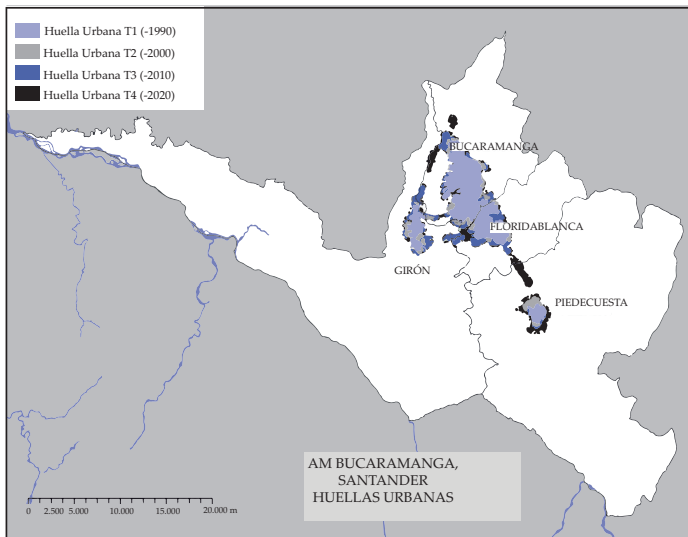 Huella Urbana T1 (-1990)
Huella Urbana T2 (-2000)
Huella Urbana T3 (-2010)
Huella Urbana T4 (-2020)
BUCARAMANGA
FLORIDABLANCA
GIRÓN
PIEDECUESTA
AM BUCARAMANGA,
SANTANDER
HUELLAS URBANAS
0 2.500 5.000 10.000 15.000 20.000 m